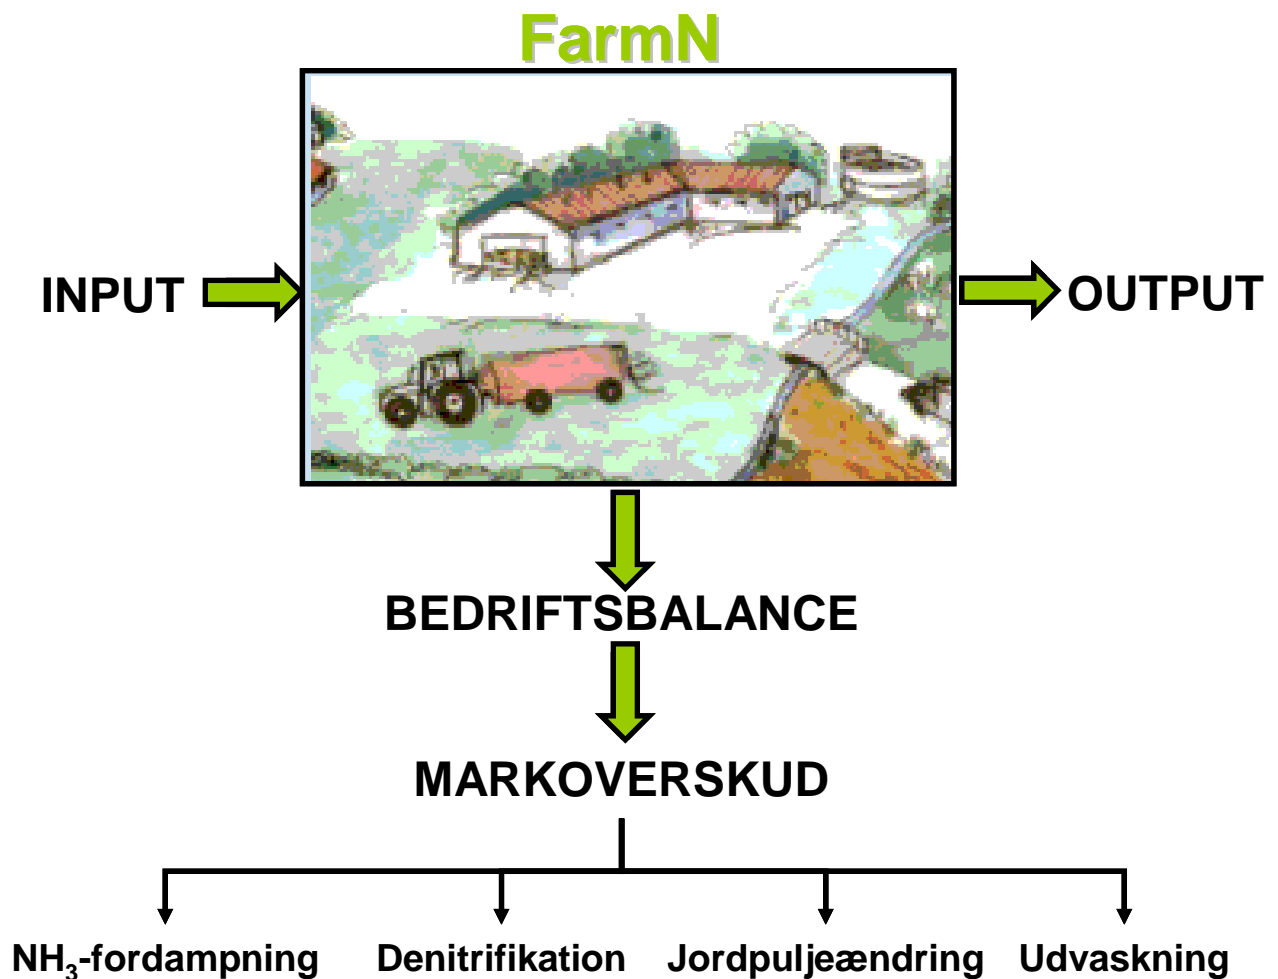 FarmN
INPUT
OUTPUT
BEDRIFTSBALANCE
MARKOVERSKUD
NH₃-fordampning Denitrifikation Jordpuljeændring Udvaskning